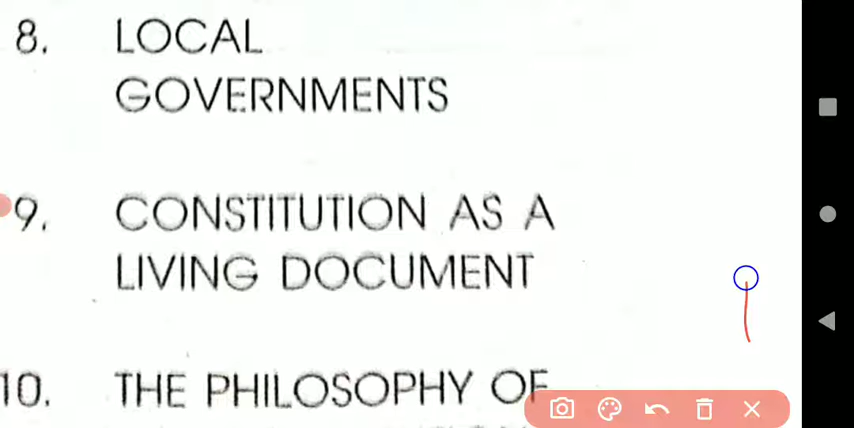 8. LOCAL
GOVERNMENTS
9. CONSTITUTION AS A
LIVING DOCUMENT
10. THE PHILOSOPHY OF